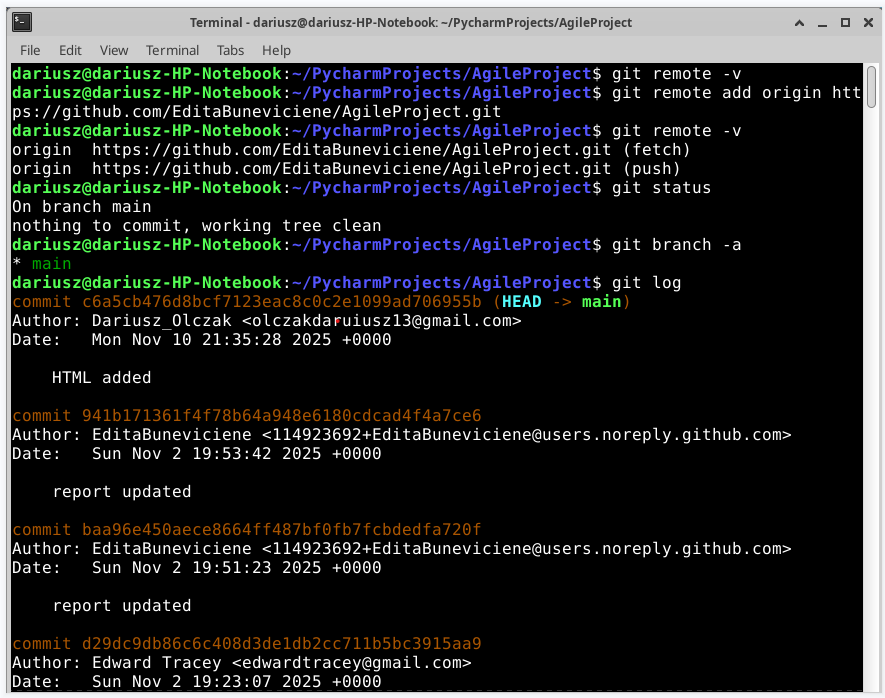 Terminal - dariusz@dariusz-HP-Notebook: ~/PycharmProjects/AgileProject
File Edit View Terminal Tabs Help
dariusz@dariusz-HP-Notebook:~/PycharmProjects/AgileProject$ git remote -v
dariusz@dariusz-HP-Notebook:~/PycharmProjects/AgileProject$ git remote add origin htt
ps://github.com/EditaBuneviciene/AgileProject.git
dariusz@dariusz-HP-Notebook:~/PycharmProjects/AgileProject$ git remote -v
origin  https://github.com/EditaBuneviciene/AgileProject.git (fetch)
origin  https://github.com/EditaBuneviciene/AgileProject.git (push)
dariusz@dariusz-HP-Notebook:~/PycharmProjects/AgileProject$ git status
On branch main
nothing to commit, working tree clean
dariusz@dariusz-HP-Notebook:~/PycharmProjects/AgileProject$ git branch -a
* main
dariusz@dariusz-HP-Notebook:~/PycharmProjects/AgileProject$ git log
commit c6a5cb476d8bcf7123eac8c0c2e1099ad706955b (HEAD -> main)
Author: Dariusz_Olczak <olczakdaruiusz13@gmail.com>
Date:   Mon Nov 10 21:35:28 2025 +0000
    HTML added
commit 941b171361f4f78b64a948e6180cdcad4f4a7ce6
Author: EditaBuneviciene <114923692+EditaBuneviciene@users.noreply.github.com>
Date:   Sun Nov 2 19:53:42 2025 +0000
    report updated
commit baa96e450aece8664ff487bf0fb7fcbdedfa720f
Author: EditaBuneviciene <114923692+EditaBuneviciene@users.noreply.github.com>
Date:   Sun Nov 2 19:51:23 2025 +0000
    report updated
commit d29dc9db86c6c408d3de1db2cc711b5bc3915aa9
Author: Edward Tracey <edwardtracey@gmail.com>
Date:   Sun Nov 2 19:23:07 2025 +0000